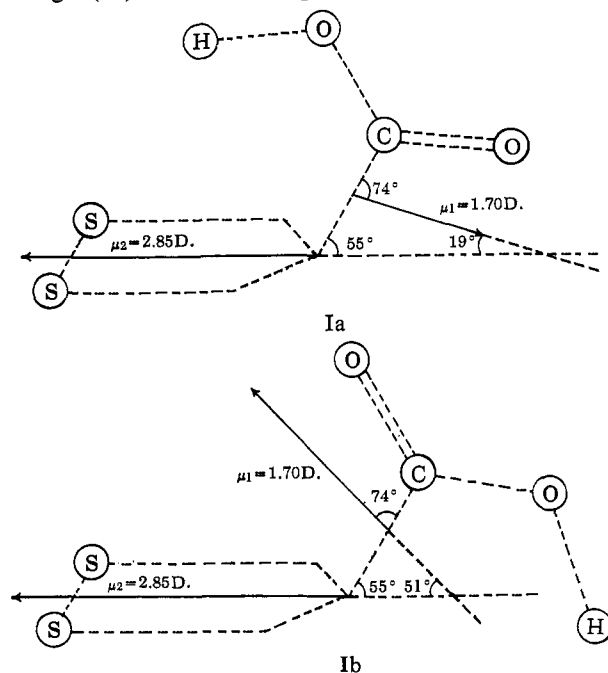 H
O
C
O
74°
μ₁=1.70D.
S
μ₂=2.85D.
55°
19°
S
Ia
O
C
μ₁=1.70D.
74°
O
S
μ₂=2.85D.
55° 51°
S
H
Ib